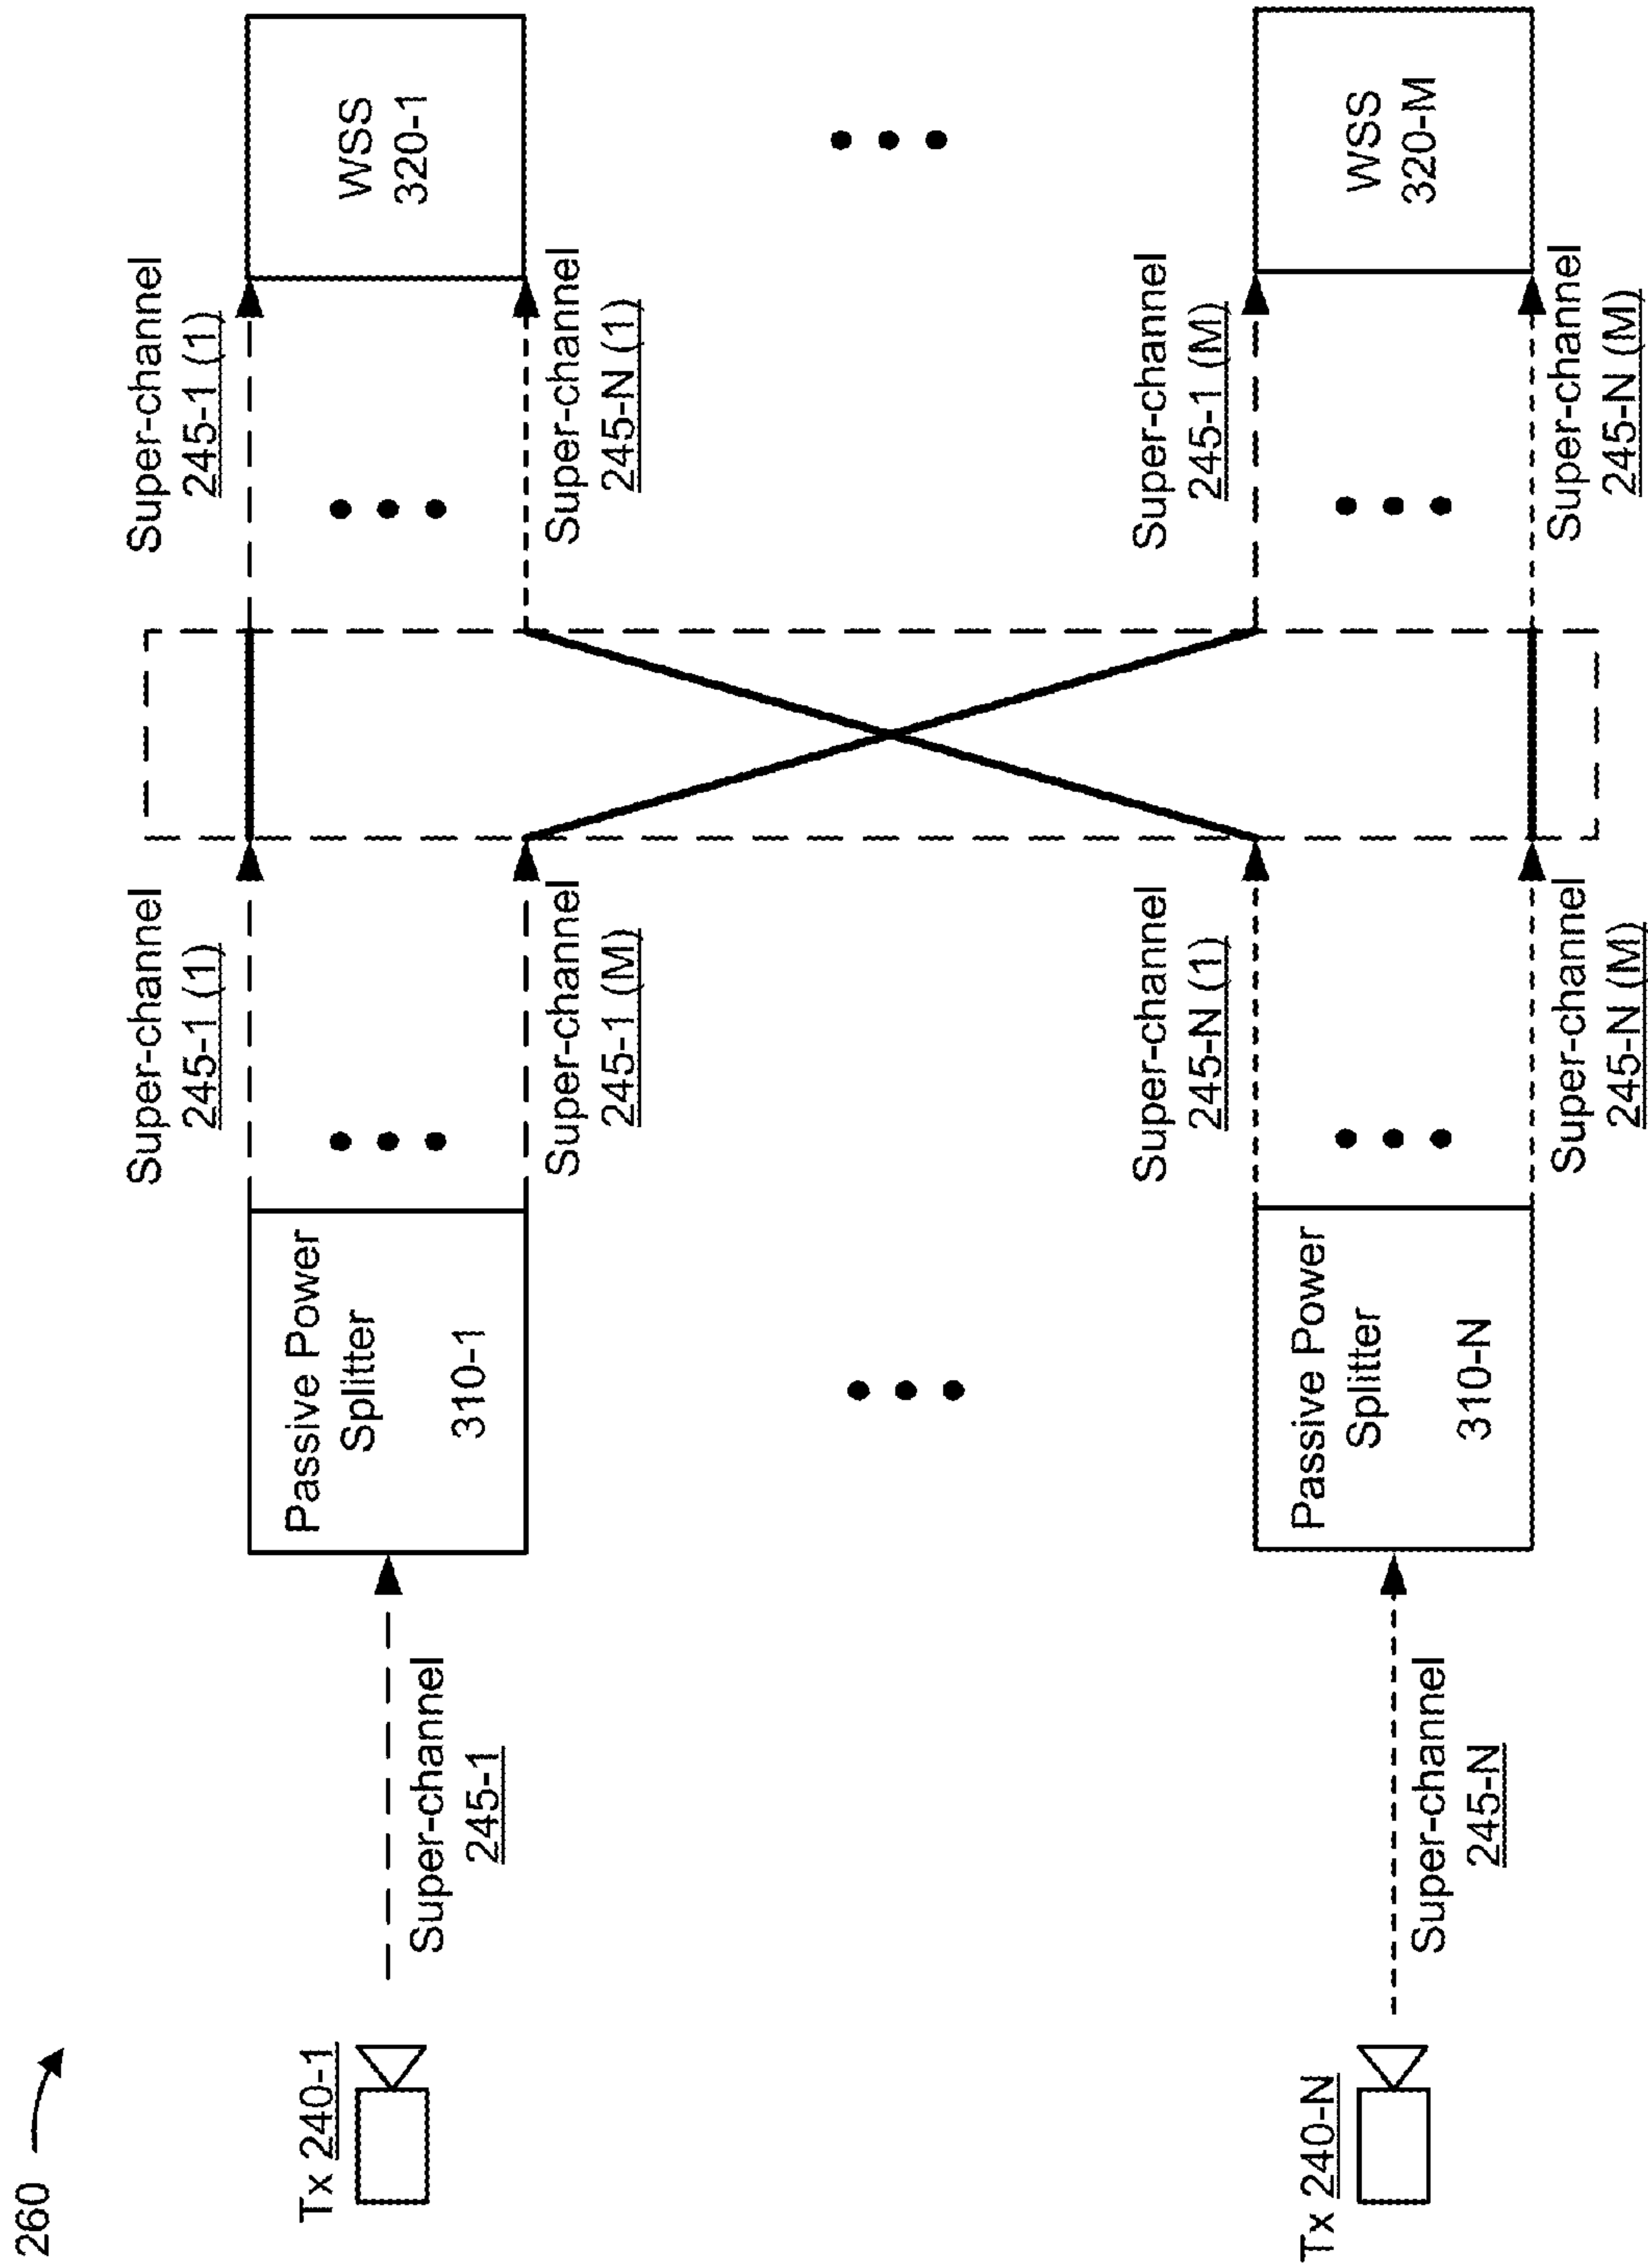 260
Tx 240-1
Super-channel
245-1
Passive Power
Splitter
310-1
Super-channel
245-1 (1)
Super-channel
245-1 (M)
Super-channel
245-1 (1)
Super-channel
245-N (1)
WSS
320-1
Tx 240-N
Super-channel
245-N
Passive Power
Splitter
310-N
Super-channel
245-N (1)
Super-channel
245-N (M)
Super-channel
245-1 (M)
Super-channel
245-N (M)
WSS
320-M